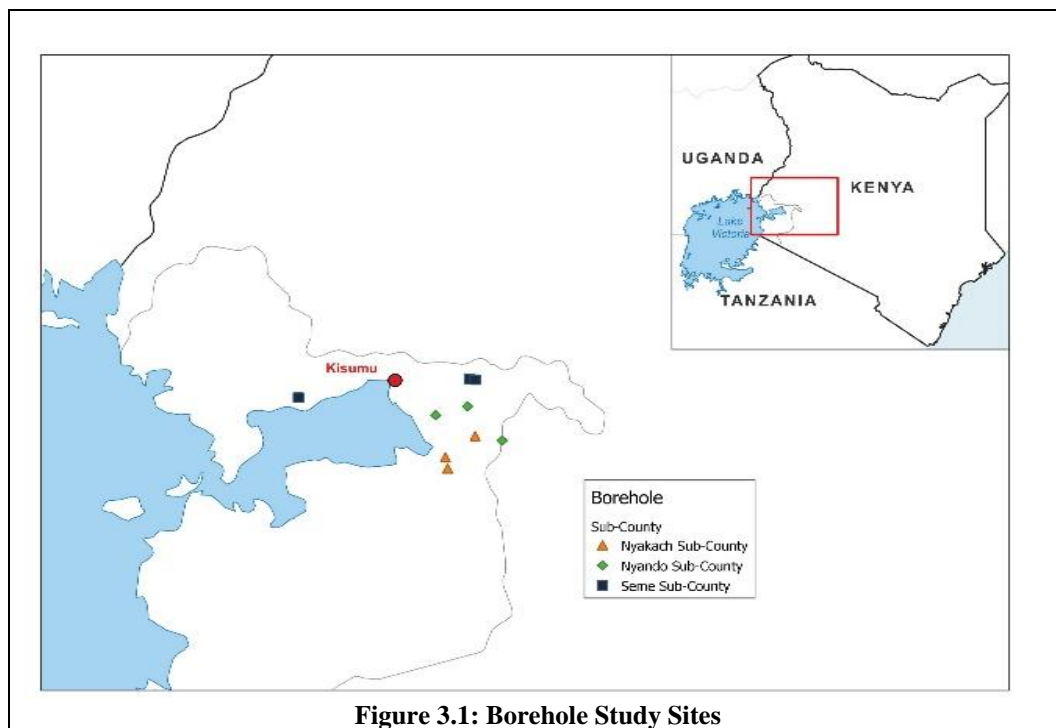 UGANDA
KENYA
Lake
Victoria
TANZANIA
Kisumu
Borehole
Sub-County
Nyakach Sub-County
Nyando Sub-County
Seme Sub-County
Figure 3.1: Borehole Study Sites